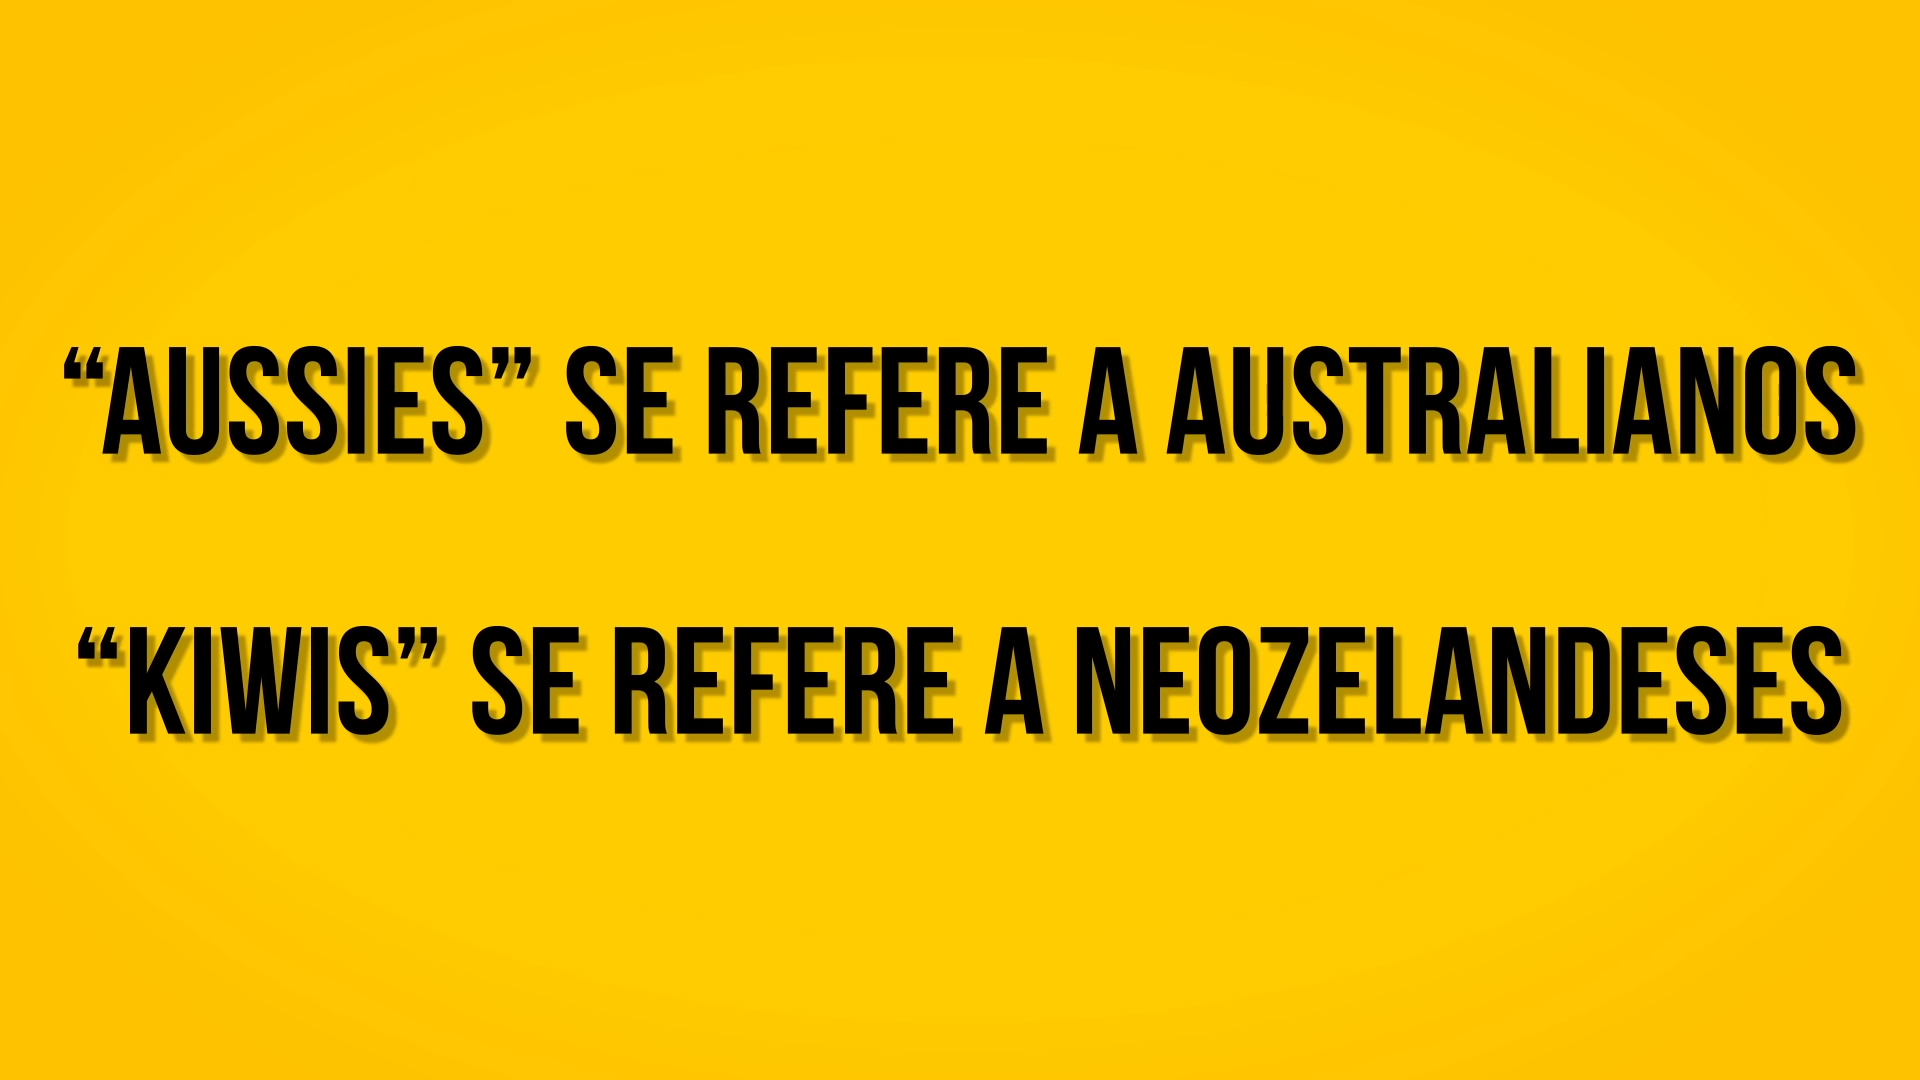 “AUSSIES” SE REFERE A AUSTRALIANOS
“KIWIS” SE REFERE A NEOZELANDESES